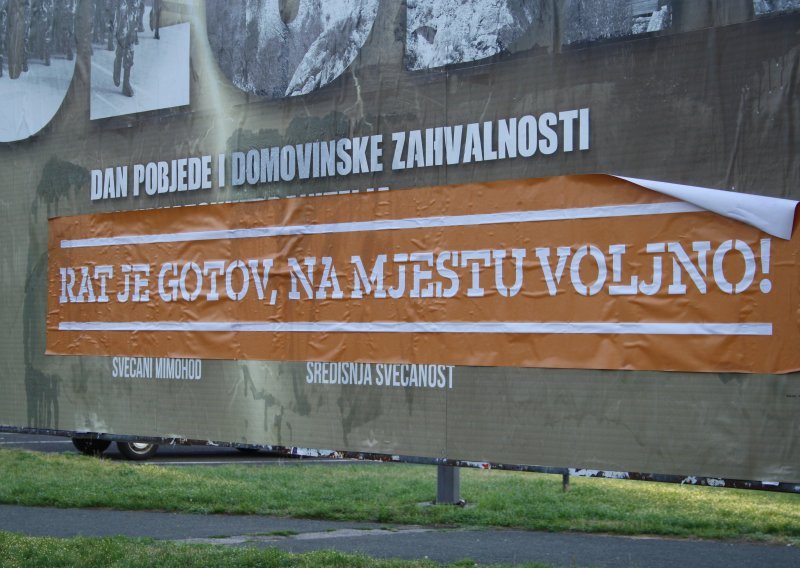 DAN POBJEDE I DOMOVINSKE ZAHVALNOSTI
RAT JE GOTOV, NA MJESTU VOLJNO!
SVEČANI MIMOHOD
SREDIŠNJA SVEČANOST